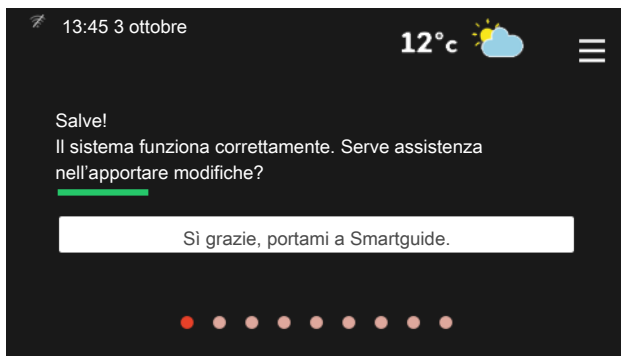 13:45 3 ottobre
12°c
Salve!
Il sistema funziona correttamente. Serve assistenza
nell’apportare modifiche?
Sì grazie, portami a Smartguide.